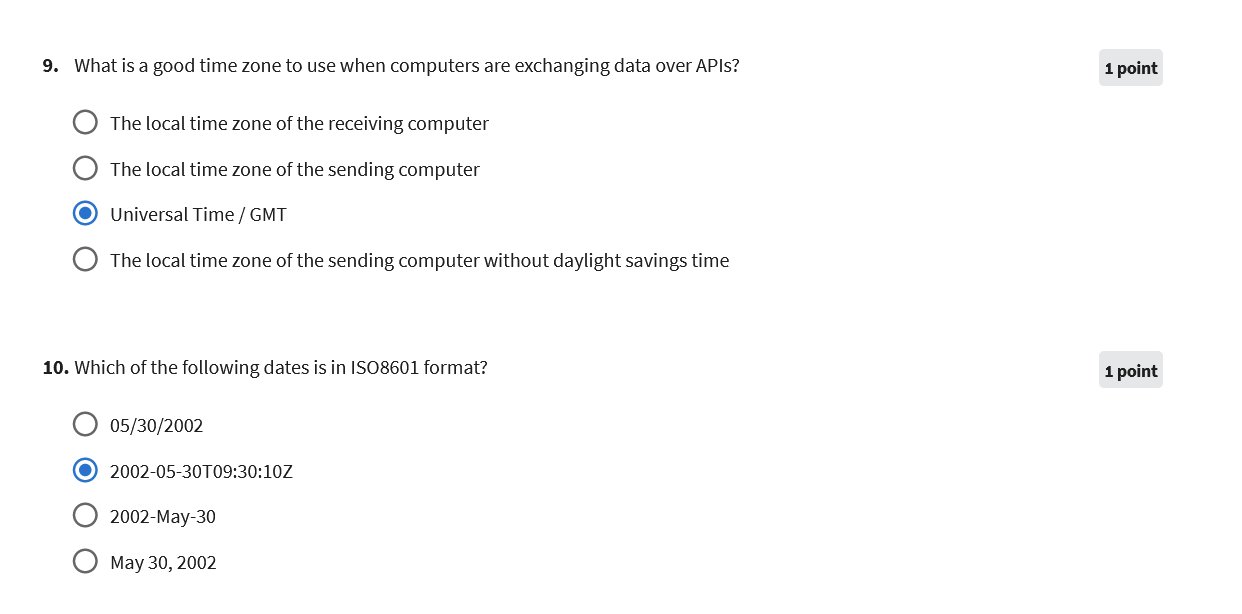 9. What is a good time zone to use when computers are exchanging data over APIs?
1 point
The local time zone of the receiving computer
The local time zone of the sending computer
Universal Time / GMT
The local time zone of the sending computer without daylight savings time
10. Which of the following dates is in ISO8601 format?
1 point
05/30/2002
2002-05-30T09:30:10Z
2002-May-30
May 30, 2002